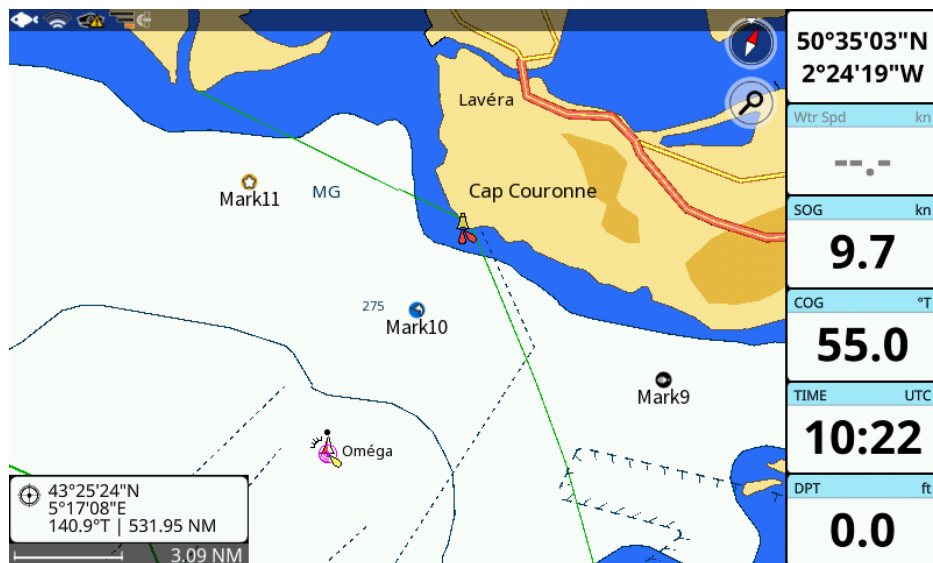 50°35'03"N
2°24'19"W
Wtr Spd kn
--.-
SOG kn
9.7
COG °T
55.0
TIME UTC
10:22
DPT ft
0.0
Lavéra
Cap Couronne
MG
Mark11
275
Mark10
Mark9
Oméga
43°25'24"N
5°17'08"E
140.9°T | 531.95 NM
3.09 NM